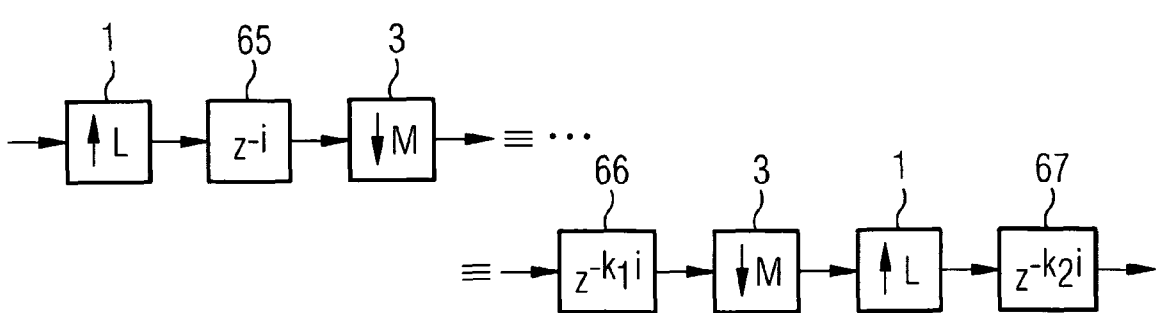 1 65 3
↑ L z-i ↓ M ≡ ...
66 3 1 67
≡ z-k1i ↓ M ↑ L z-k2i